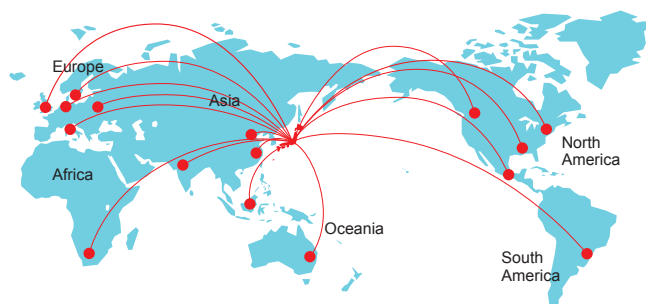 Europe
Asia
Africa
North
America
Oceania
South
America